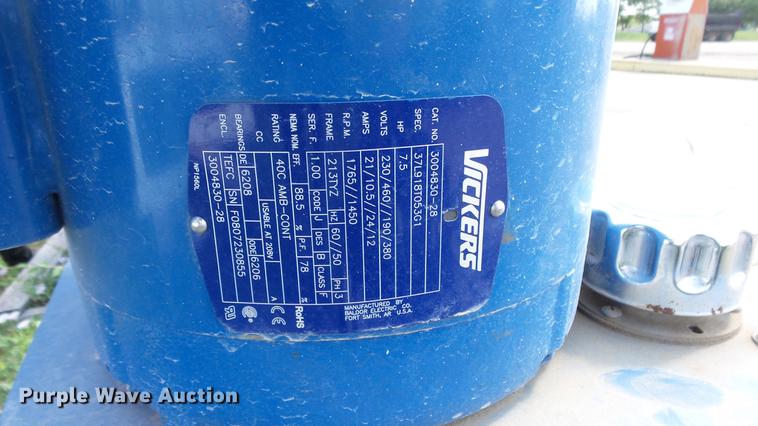 VICKERS
CAT. NO. 3004830-28
SPEC. 37L918T053G1
HP 7.5
VOLTS 230/460//190/380
AMPS 21/10.5//24/12
R.P.M. 1765//1450
FRAME 213TYZ HZ 60//50 PH 3
SER. F. 1.00 CODE J DES B CLASS F
NEMA NOM. EFF. 88.5 % P.F. 78 %
RATING 40C AMB-CONT RoHS
CC USABLE AT 208V A CE
BEARINGS DE 6208 ODE 6206
ENCL. TEFC SN F0807230855
3004830-28
NP1560L
MANUFACTURED BY
BALDOR ELECTRIC CO.
FORT SMITH, AR U.S.A.
Purple Wave Auction